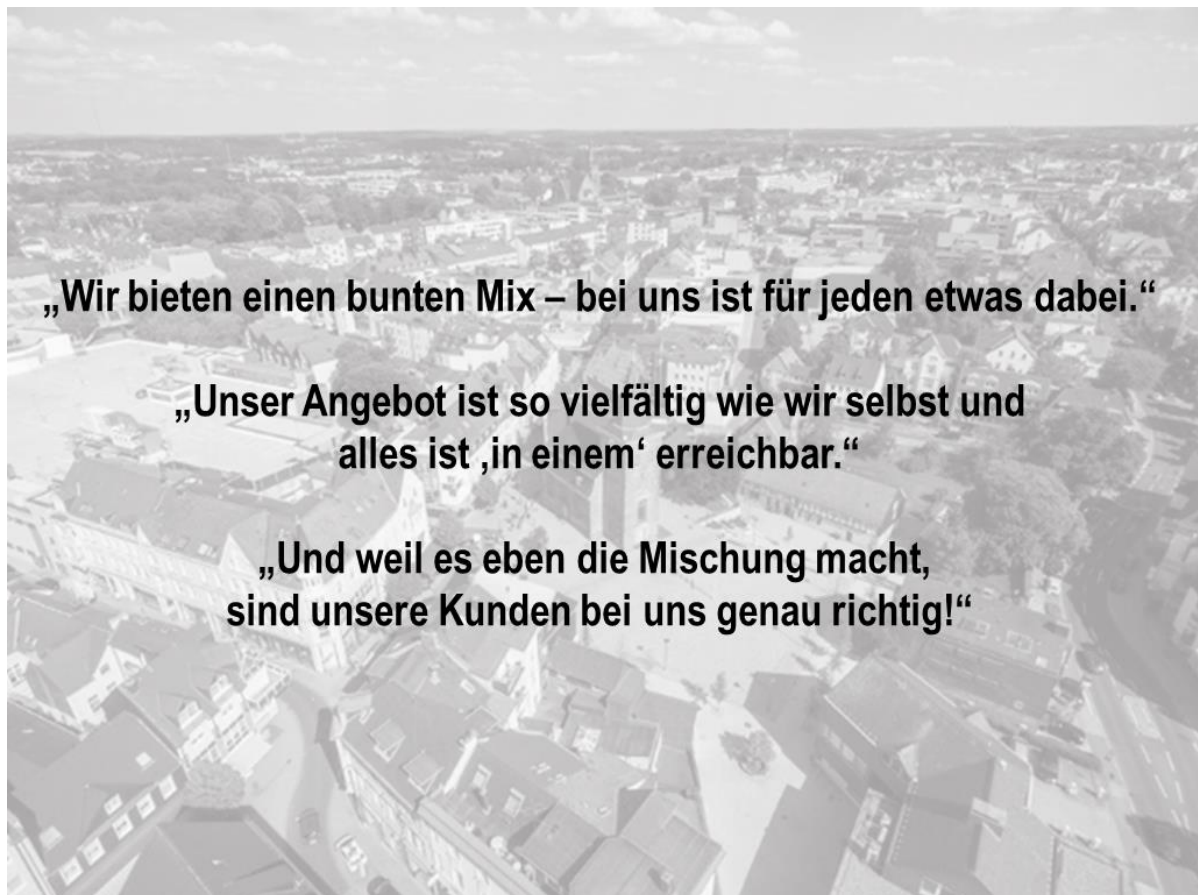 „Wir bieten einen bunten Mix – bei uns ist für jeden etwas dabei.“
„Unser Angebot ist so vielfältig wie wir selbst und
alles ist ‚in einem‘ erreichbar.“
„Und weil es eben die Mischung macht,
sind unsere Kunden bei uns genau richtig!“